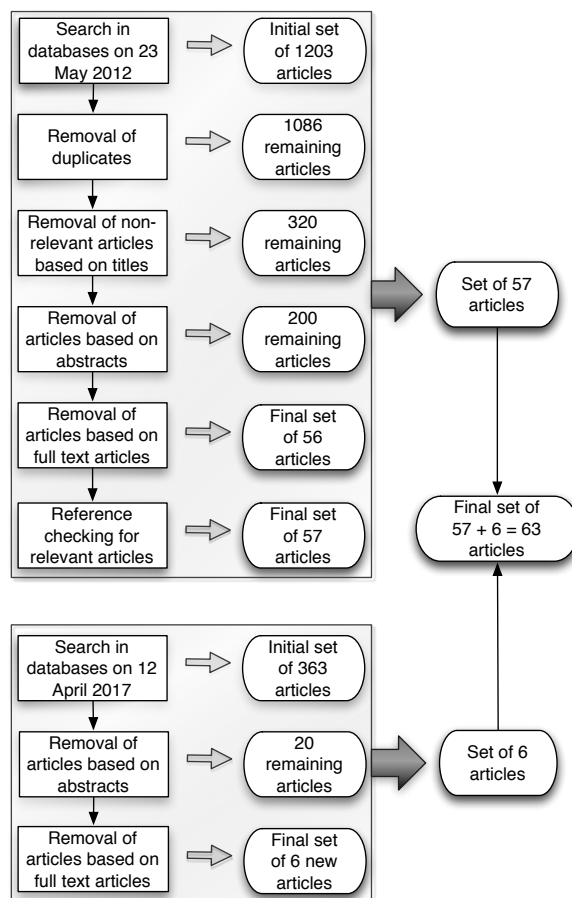 Search in
databases on 23
May 2012
Initial set
of 1203
articles
Removal of
duplicates
1086
remaining
articles
Removal of non-
relevant articles
based on titles
320
remaining
articles
Removal of
articles based on
abstracts
200
remaining
articles
Removal of
articles based on
full text articles
Final set
of 56
articles
Reference
checking for
relevant articles
Final set
of 57
articles
Set of 57
articles
Final set of
57 + 6 = 63
articles
Search in
databases on 12
April 2017
Initial set
of 363
articles
Removal of
articles based on
abstracts
20
remaining
articles
Set of 6
articles
Removal of
articles based on
full text articles
Final set
of 6 new
articles